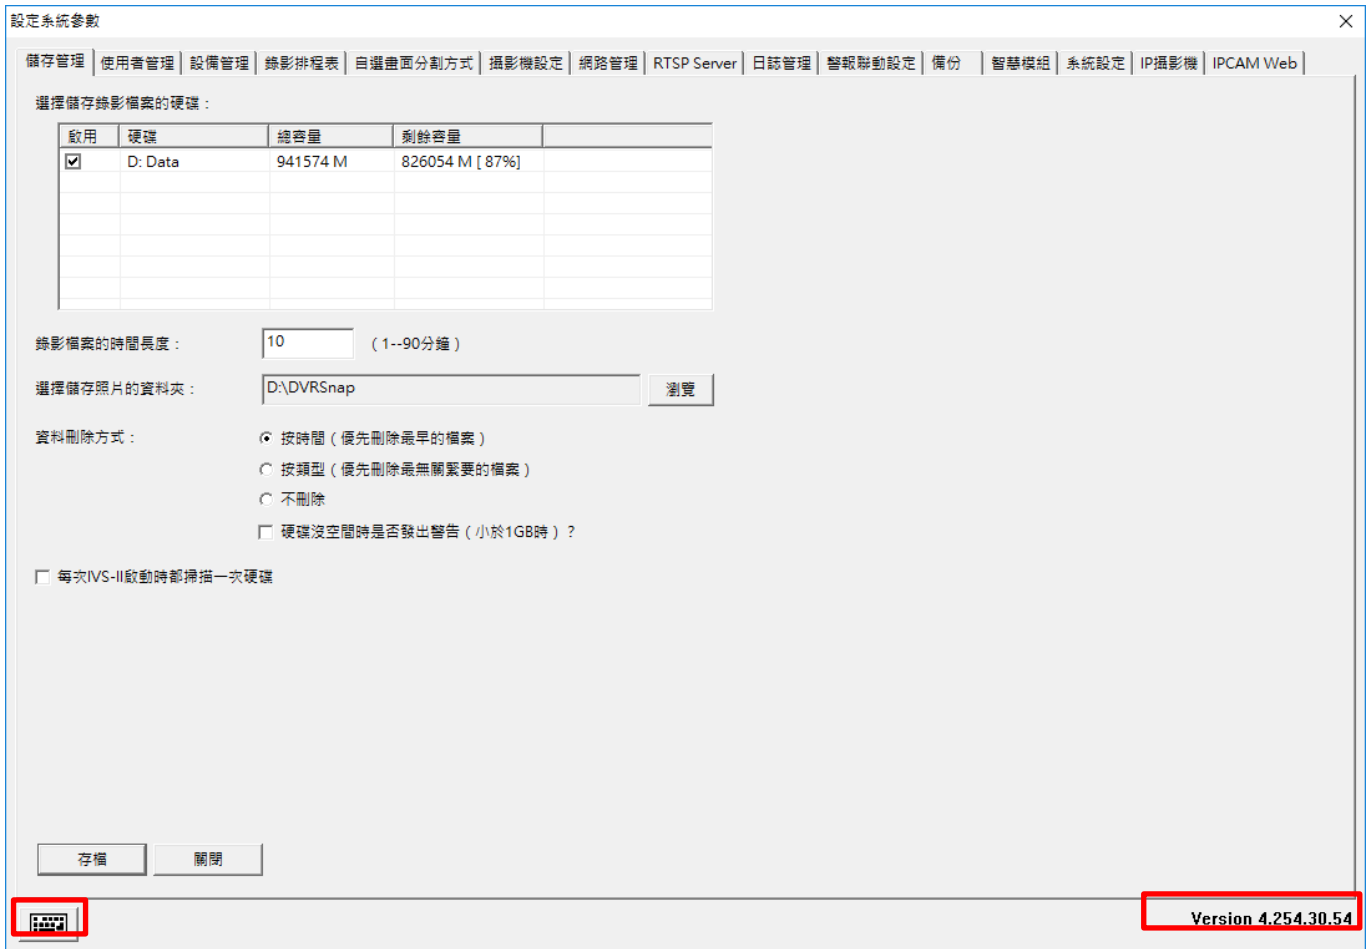 設定系統參數
儲存管理 使用者管理 設備管理 錄影排程表 自選畫面分割方式 攝影機設定 網路管理 RTSP Server 日誌管理 警報聯動設定 備份 智慧模組 系統設定 IP攝影機 IPCAM Web
選擇儲存錄影檔案的硬碟：
啟用 硬碟 總容量 剩餘容量
D: Data 941574 M 826054 M [ 87%]
錄影檔案的時間長度： 10 （1--90分鐘）
選擇儲存照片的資料夾： D:\DVRSnap 瀏覽
資料刪除方式： 按時間（優先刪除最早的檔案）
按類型（優先刪除最無關緊要的檔案）
不刪除
硬碟沒空間時是否發出警告（小於1GB時）？
每次IVS-II啟動時都掃描一次硬碟
存檔 關閉
Version 4.254.30.54